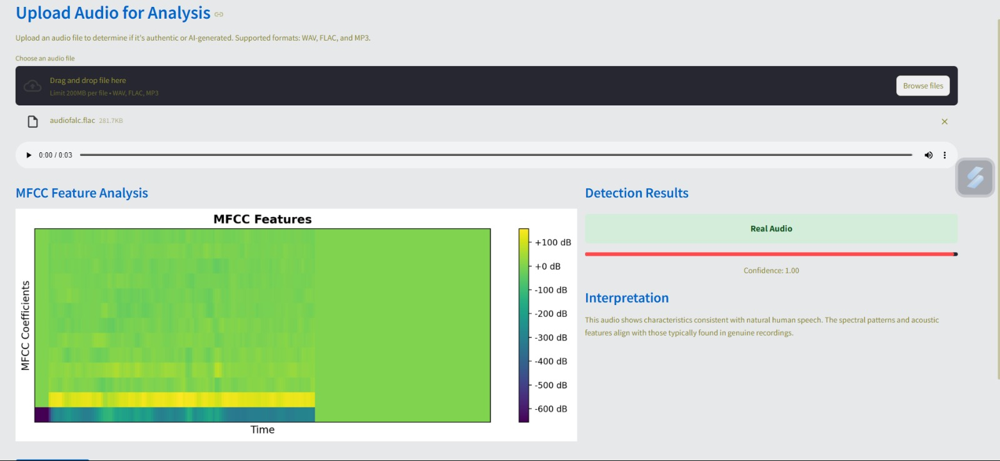 Upload Audio for Analysis
Upload an audio file to determine if it's authentic or AI-generated. Supported formats: WAV, FLAC, and MP3.
Choose an audio file
Drag and drop file here
Limit 200MB per file • WAV, FLAC, MP3
Browse files
audiofalc.flac 281.7KB
0:00 / 0:03
MFCC Feature Analysis
MFCC Features
MFCC Coefficients
Time
+100 dB
+0 dB
-100 dB
-200 dB
-300 dB
-400 dB
-500 dB
-600 dB
Detection Results
Real Audio
Confidence: 1.00
Interpretation
This audio shows characteristics consistent with natural human speech. The spectral patterns and acoustic
features align with those typically found in genuine recordings.